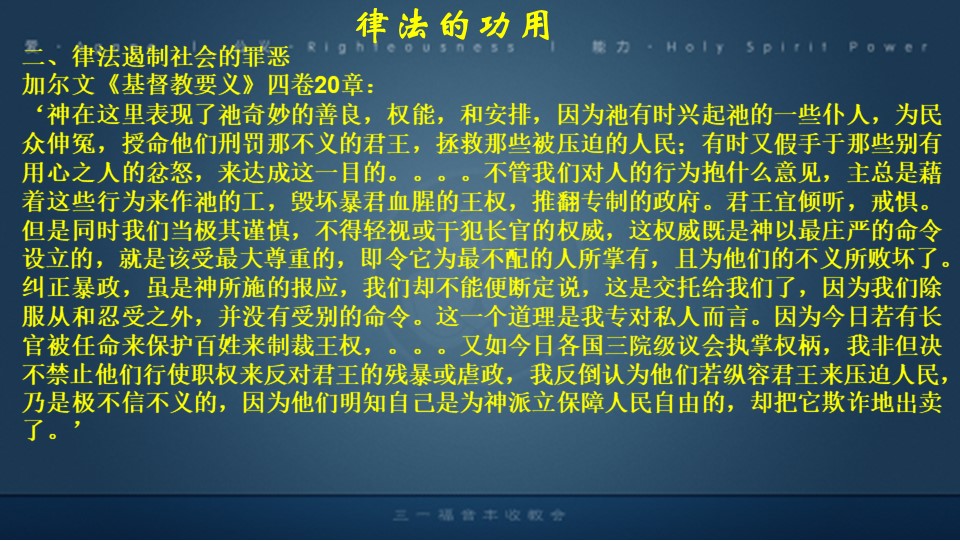 律法的功用
爱·Agape | 公义·Righteousness | 能力·Holy Spirit Power
二、律法遏制社会的罪恶
加尔文《基督教要义》四卷20章：
‘神在这里表现了祂奇妙的善良，权能，和安排，因为祂有时兴起祂的一些仆人，为民
众伸冤，授命他们刑罚那不义的君王，拯救那些被压迫的人民；有时又假手于那些别有
用心之人的忿怒，来达成这一目的。。。。不管我们对人的行为抱什么意见，主总是藉
着这些行为来作祂的工，毁坏暴君血腥的王权，推翻专制的政府。君王宜倾听，戒惧。
但是同时我们当极其谨慎，不得轻视或干犯长官的权威，这权威既是神以最庄严的命令
设立的，就是该受最大尊重的，即令它为最不配的人所掌有，且为他们的不义所败坏了。
纠正暴政，虽是神所施的报应，我们却不能便断定说，这是交托给我们了，因为我们除
服从和忍受之外，并没有受别的命令。这一个道理是我专对私人而言。因为今日若有长
官被任命来保护百姓来制裁王权，。。。。又如今日各国三院级议会执掌权柄，我非但决
不禁止他们行使职权来反对君王的残暴或虐政，我反倒认为他们若纵容君王来压迫人民，
乃是极不信不义的，因为他们明知自己是为神派立保障人民自由的，却把它欺诈地出卖
了。’
三一福音丰收教会